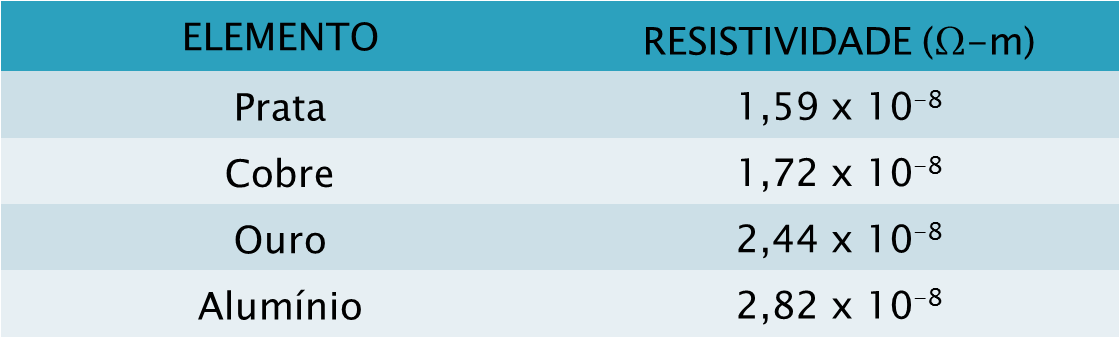 ELEMENTO RESISTIVIDADE (Ω-m)
Prata 1,59 x 10⁻⁸
Cobre 1,72 x 10⁻⁸
Ouro 2,44 x 10⁻⁸
Alumínio 2,82 x 10⁻⁸